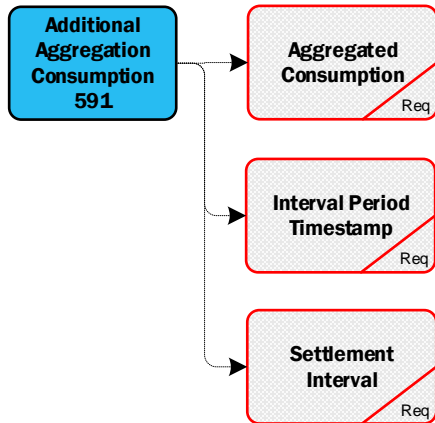 Additional
Aggregation
Consumption
591
Aggregated
Consumption
Req
Interval Period
Timestamp
Req
Settlement
Interval
Req